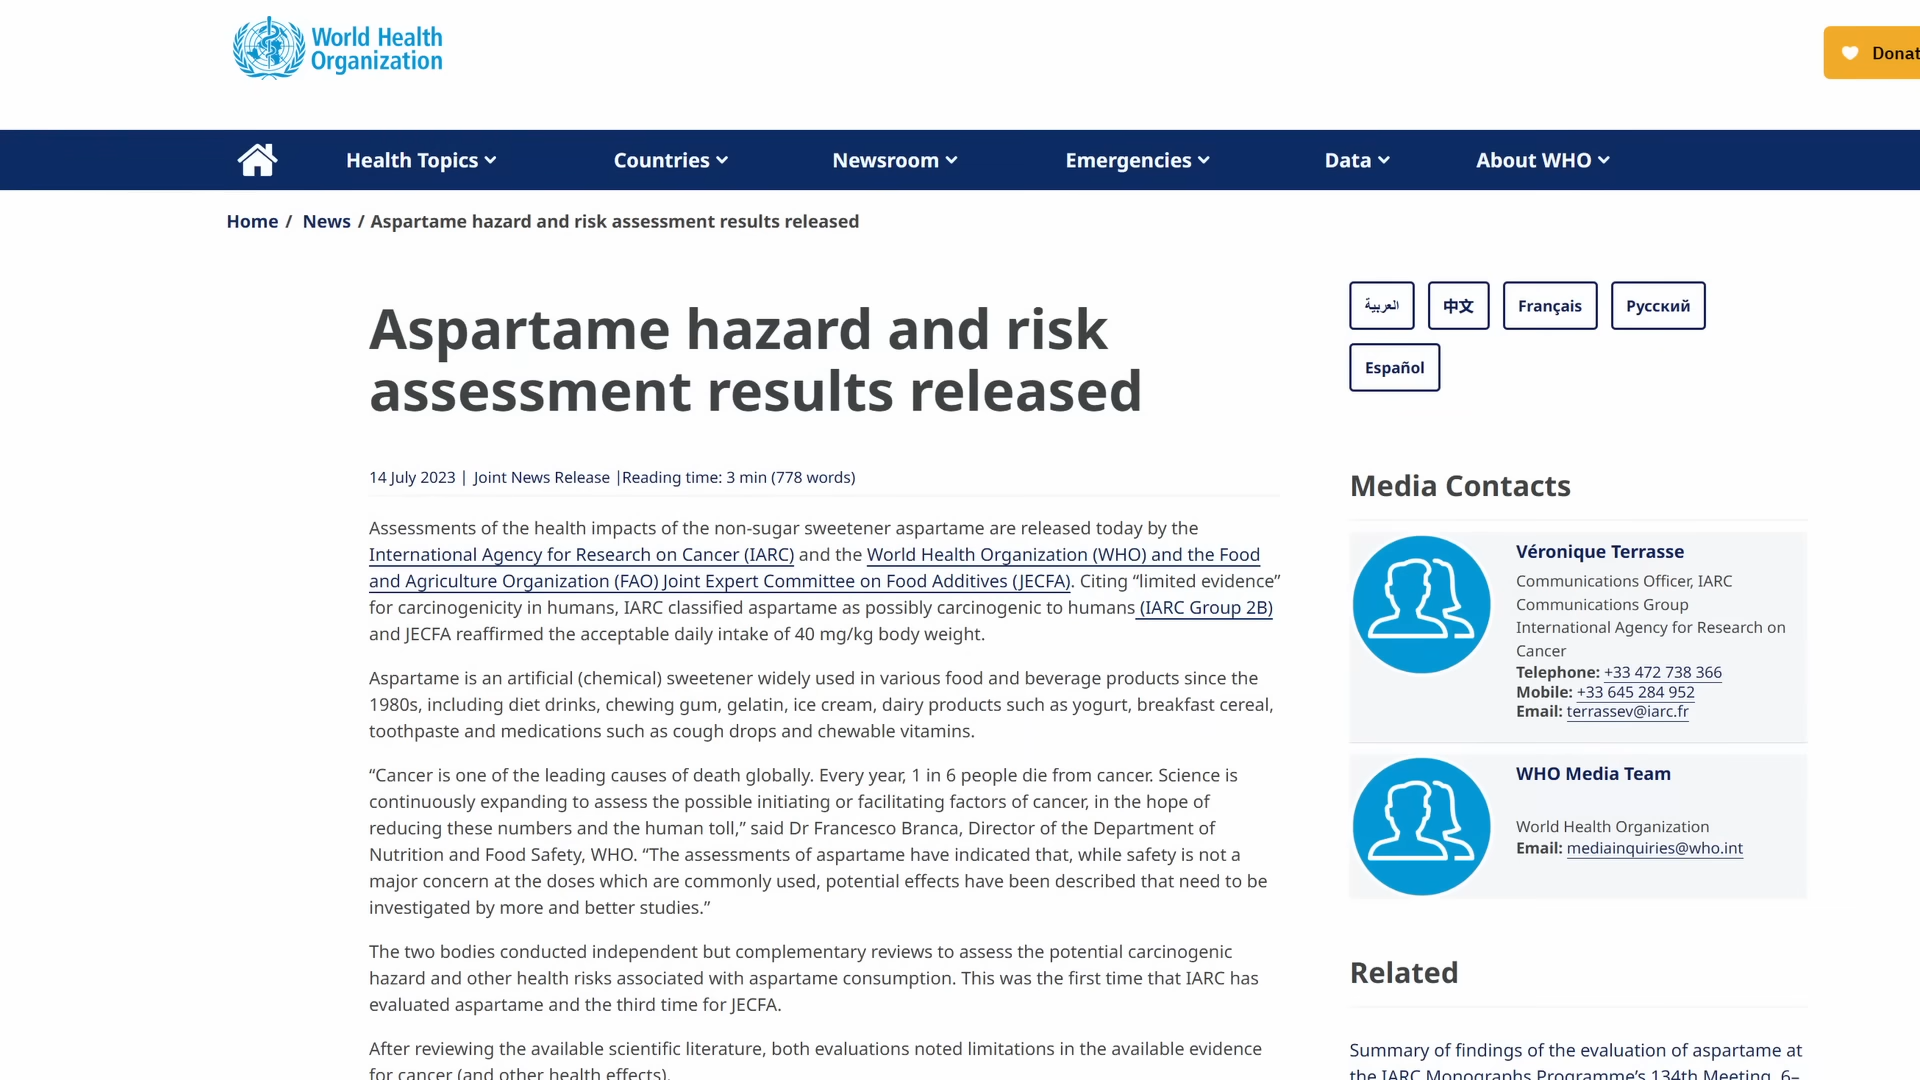 World Health
Organization
Donat
Health Topics
Countries
Newsroom
Emergencies
Data
About WHO
Home / News / Aspartame hazard and risk assessment results released
Aspartame hazard and risk
assessment results released
14 July 2023 | Joint News Release |Reading time: 3 min (778 words)
Assessments of the health impacts of the non-sugar sweetener aspartame are released today by the
International Agency for Research on Cancer (IARC) and the World Health Organization (WHO) and the Food
and Agriculture Organization (FAO) Joint Expert Committee on Food Additives (JECFA). Citing “limited evidence”
for carcinogenicity in humans, IARC classified aspartame as possibly carcinogenic to humans (IARC Group 2B)
and JECFA reaffirmed the acceptable daily intake of 40 mg/kg body weight.
Aspartame is an artificial (chemical) sweetener widely used in various food and beverage products since the
1980s, including diet drinks, chewing gum, gelatin, ice cream, dairy products such as yogurt, breakfast cereal,
toothpaste and medications such as cough drops and chewable vitamins.
“Cancer is one of the leading causes of death globally. Every year, 1 in 6 people die from cancer. Science is
continuously expanding to assess the possible initiating or facilitating factors of cancer, in the hope of
reducing these numbers and the human toll,” said Dr Francesco Branca, Director of the Department of
Nutrition and Food Safety, WHO. “The assessments of aspartame have indicated that, while safety is not a
major concern at the doses which are commonly used, potential effects have been described that need to be
investigated by more and better studies.”
The two bodies conducted independent but complementary reviews to assess the potential carcinogenic
hazard and other health risks associated with aspartame consumption. This was the first time that IARC has
evaluated aspartame and the third time for JECFA.
After reviewing the available scientific literature, both evaluations noted limitations in the available evidence
for cancer (and other health effects).
العربية
中文
Français
Русский
Español
Media Contacts
Véronique Terrasse
Communications Officer, IARC
Communications Group
International Agency for Research on
Cancer
Telephone: +33 472 738 366
Mobile: +33 645 284 952
Email: terrassev@iarc.fr
WHO Media Team
World Health Organization
Email: mediainquiries@who.int
Related
Summary of findings of the evaluation of aspartame at
the IARC Monographs Programme’s 134th Meeting, 6–